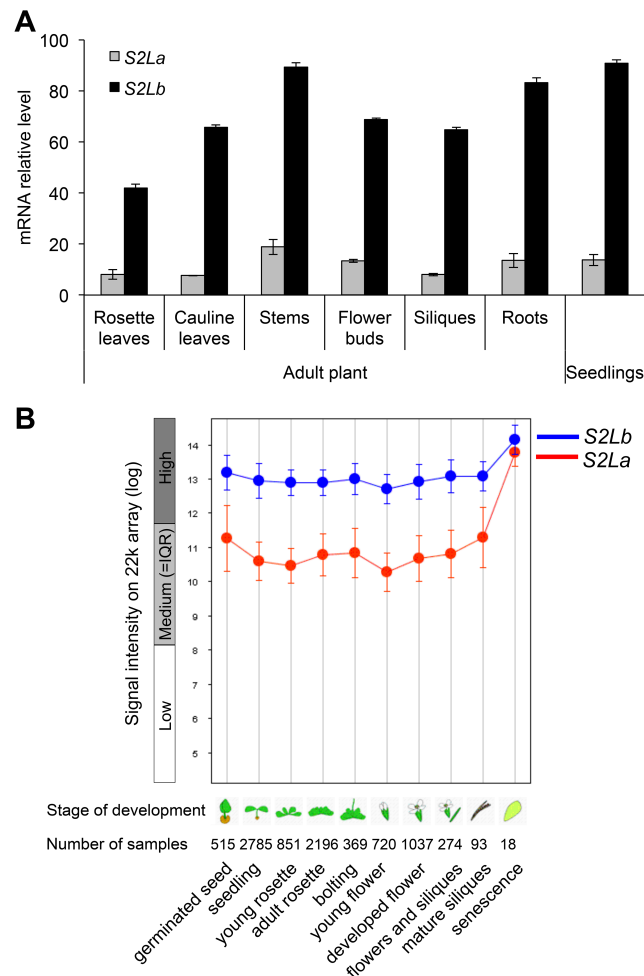 A
S2La
S2Lb
mRNA relative level
100
80
60
40
20
0
Rosette leaves
Cauline leaves
Stems
Flower buds
Siliques
Roots
Adult plant
Seedlings
B
Signal intensity on 22k array (log)
High
Medium (=IQR)
Low
14
13
12
11
10
9
8
7
6
5
S2Lb
S2La
Stage of development
Number of samples 515 2785 851 2196 369 720 1037 274 93 18
germinated seed
seedling
young rosette
adult rosette
bolting
young flower
developed flower
flowers and siliques
mature siliques
senescence